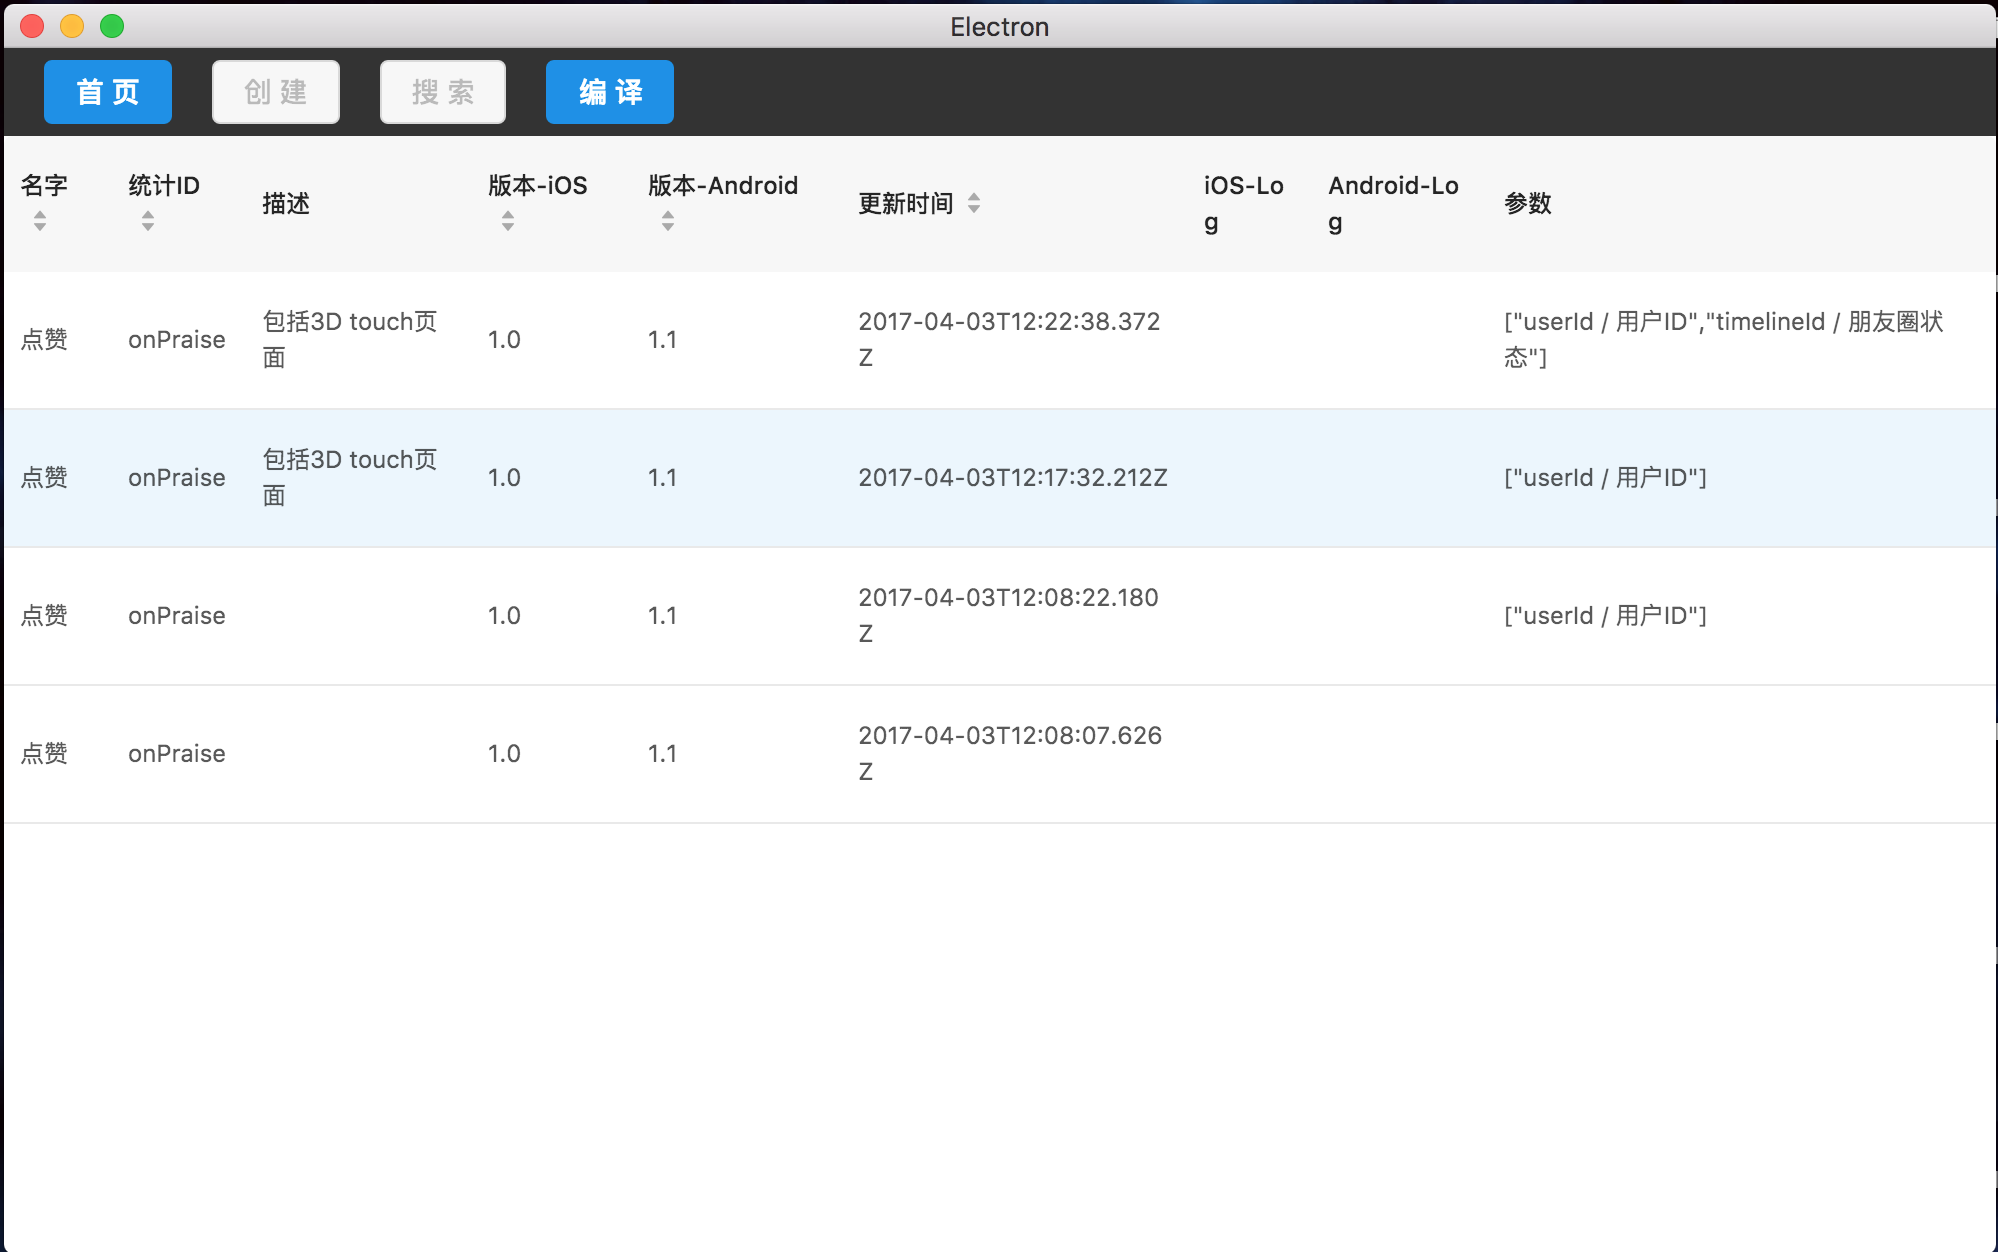 Electron
首 页
创 建
搜 索
编 译
名字
统计ID
描述
版本-iOS
版本-Android
更新时间
iOS-Lo
g
Android-Lo
g
参数
点赞
onPraise
包括3D touch页
面
1.0
1.1
2017-04-03T12:22:38.372
Z
["userId / 用户ID","timelineId / 朋友圈状
态"]
点赞
onPraise
包括3D touch页
面
1.0
1.1
2017-04-03T12:17:32.212Z
["userId / 用户ID"]
点赞
onPraise
1.0
1.1
2017-04-03T12:08:22.180
Z
["userId / 用户ID"]
点赞
onPraise
1.0
1.1
2017-04-03T12:08:07.626
Z